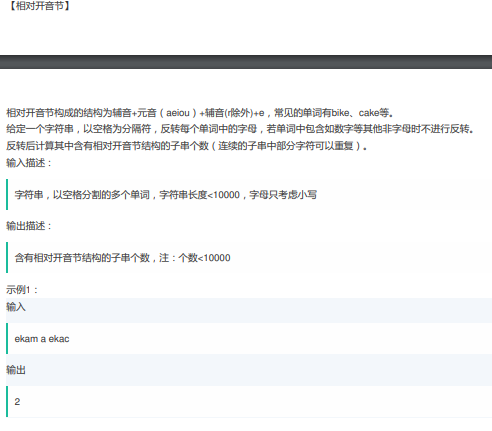 【相对开音节】
相对开音节构成的结构为辅音+元音（aeiou）+辅音(r除外)+e，常见的单词有bike、cake等。
给定一个字符串，以空格为分隔符，反转每个单词中的字母，若单词中包含如数字等其他非字母时不进行反转。
反转后计算其中含有相对开音节结构的子串个数（连续的子串中部分字符可以重复）。
输入描述：
字符串，以空格分割的多个单词，字符串长度<10000，字母只考虑小写
输出描述：
含有相对开音节结构的子串个数，注：个数<10000
示例1：
输入
ekam a ekac
输出
2